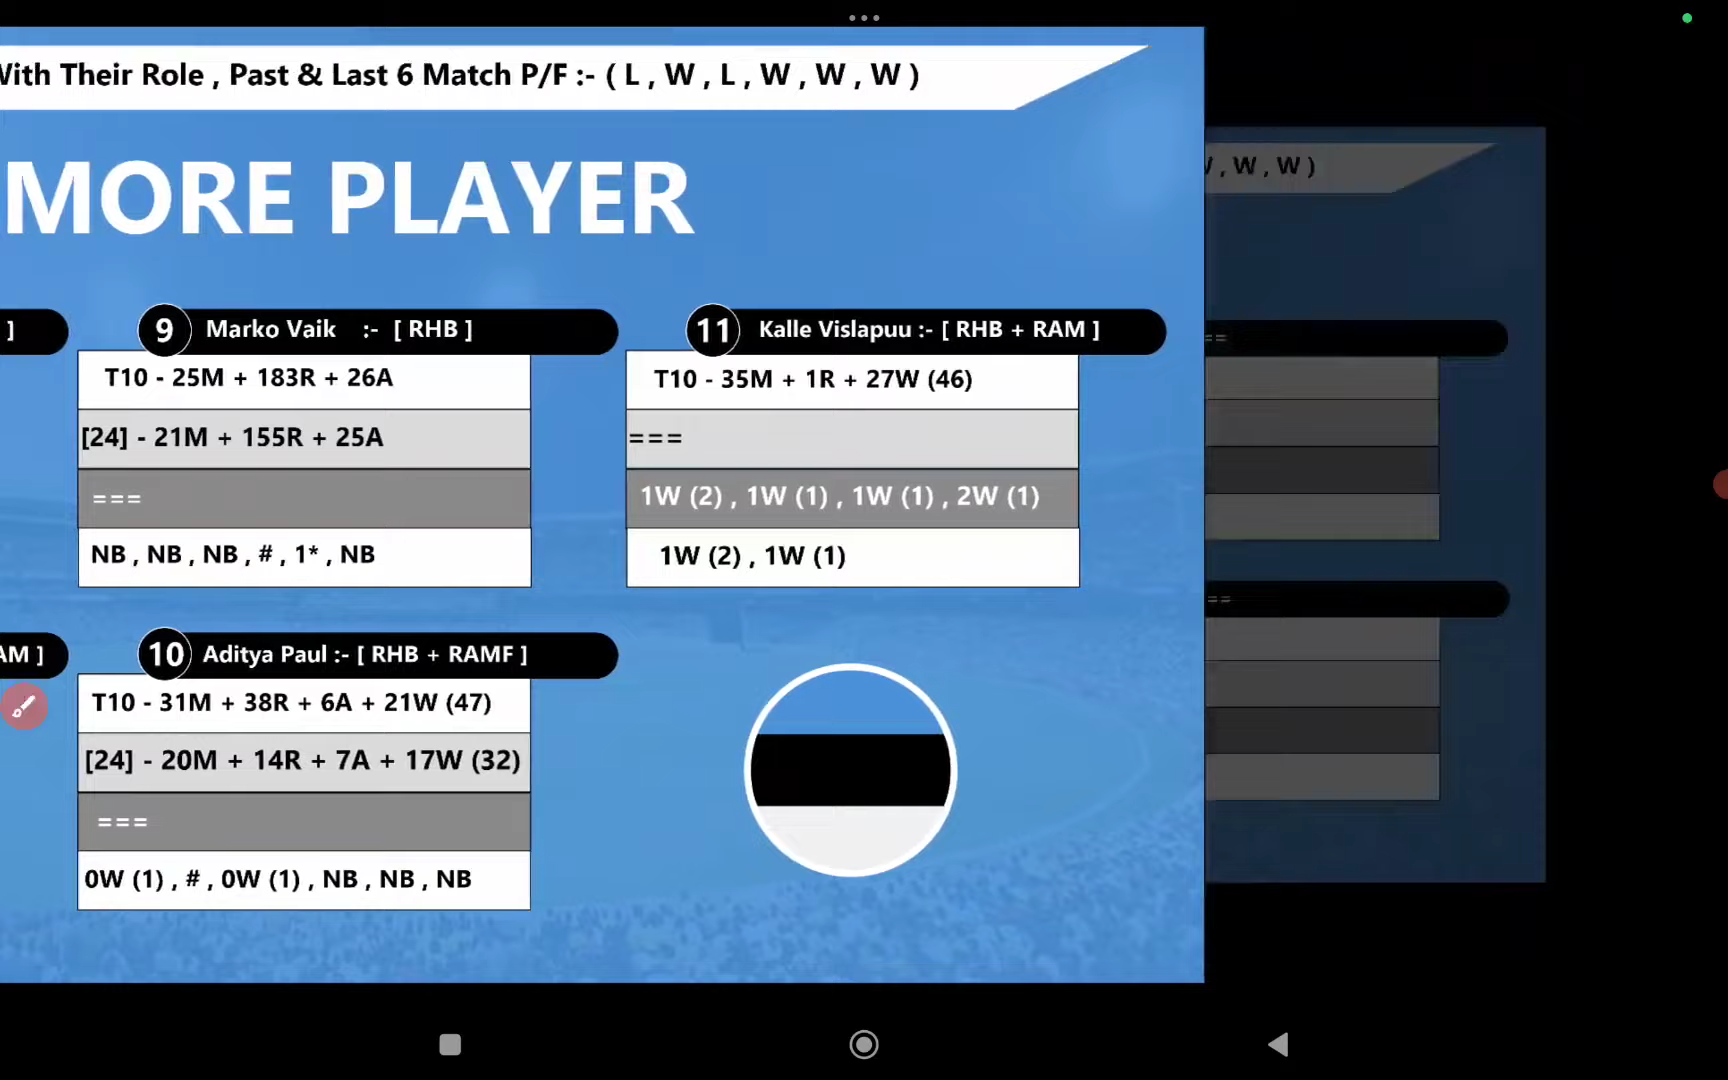 With Their Role , Past & Last 6 Match P/F :- ( L , W , L , W , W , W )
, W , W )
MORE PLAYER
]
9 Marko Vaik :- [ RHB ]
T10 - 25M + 183R + 26A
[24] - 21M + 155R + 25A
===
NB , NB , NB , # , 1* , NB
11 Kalle Vislapuu :- [ RHB + RAM ]
T10 - 35M + 1R + 27W (46)
===
1W (2) , 1W (1) , 1W (1) , 2W (1)
1W (2) , 1W (1)
==
AM ]
10 Aditya Paul :- [ RHB + RAMF ]
T10 - 31M + 38R + 6A + 21W (47)
[24] - 20M + 14R + 7A + 17W (32)
===
0W (1) , # , 0W (1) , NB , NB , NB
==